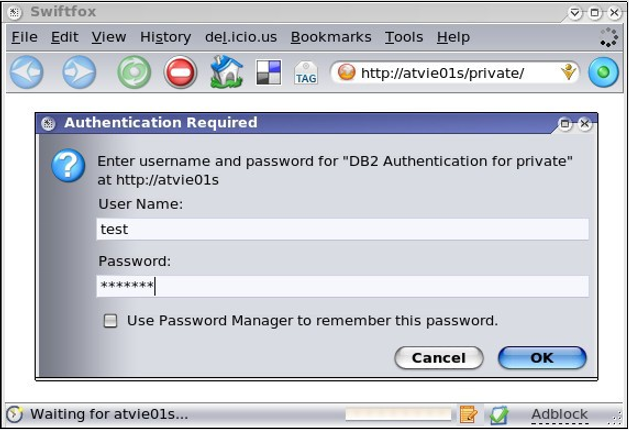 Swiftfox
File Edit View History del.icio.us Bookmarks Tools Help
TAG http://atvie01s/private/
Authentication Required
Enter username and password for "DB2 Authentication for private"
at http://atvie01s
User Name:
test
Password:
*******
Use Password Manager to remember this password.
Cancel OK
Waiting for atvie01s... Adblock